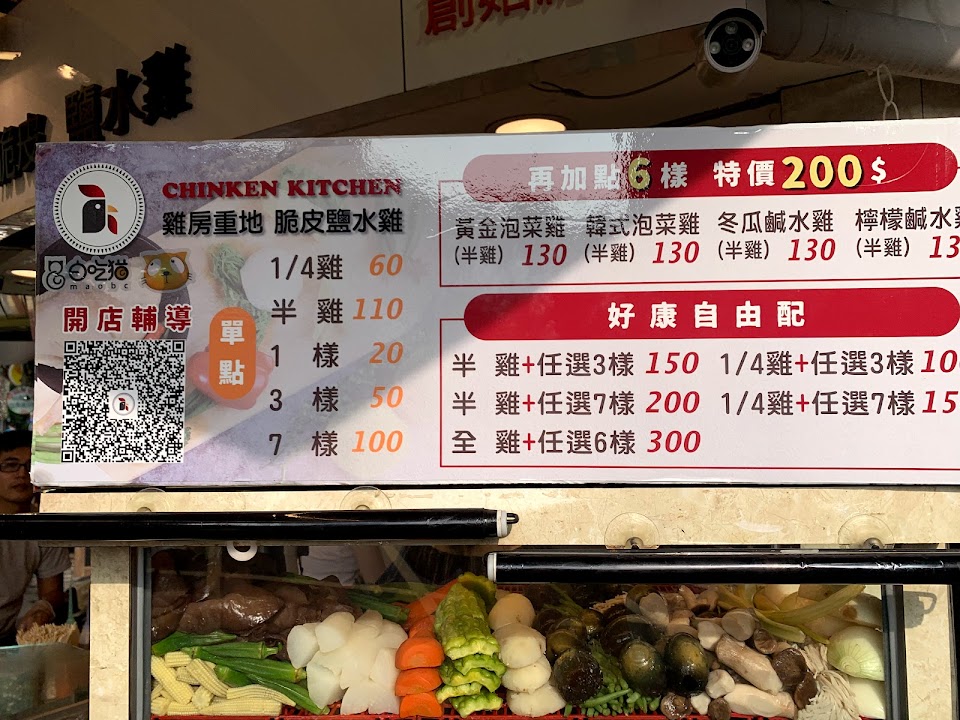 鹽水雞
CHINKEN KITCHEN
雞房重地 脆皮鹽水雞
maobc
開店輔導
單點
1/4雞 60
半雞 110
1樣 20
3樣 50
7樣 100
再加點6樣 特價200$
黃金泡菜雞 韓式泡菜雞 冬瓜鹹水雞 檸檬鹹水雞
(半雞) 130 (半雞) 130 (半雞) 130 (半雞) 13
好康自由配
半雞+任選3樣 150 1/4雞+任選3樣 10
半雞+任選7樣 200 1/4雞+任選7樣 15
全雞+任選6樣 300